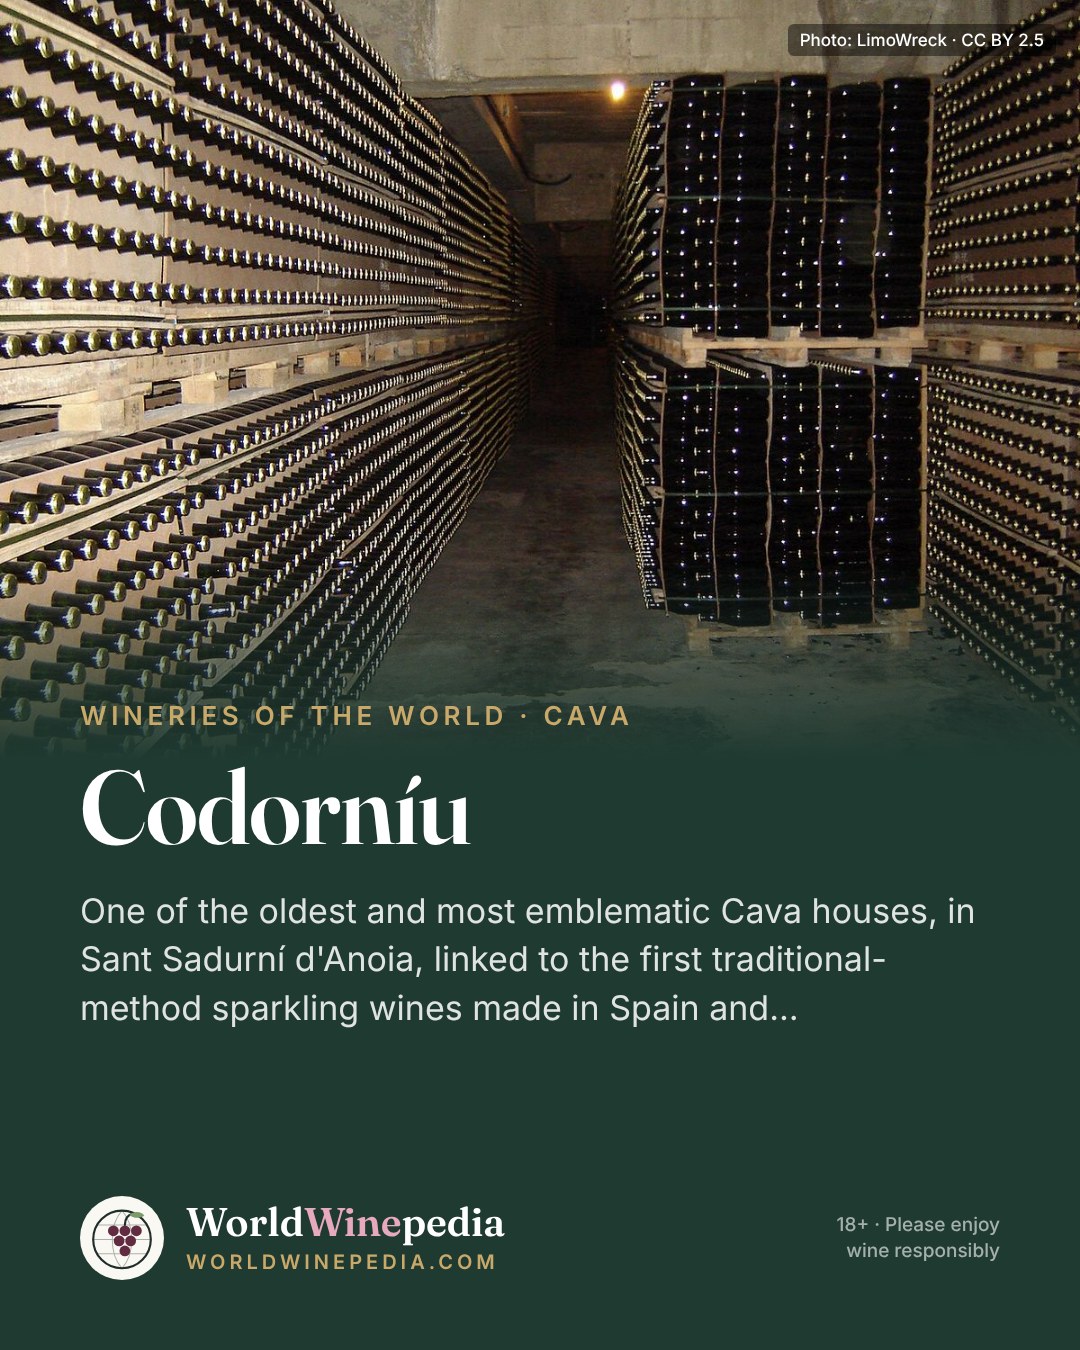 Photo: LimoWreck · CC BY 2.5
WINERIES OF THE WORLD · CAVA
Codorníu
One of the oldest and most emblematic Cava houses, in
Sant Sadurní d'Anoia, linked to the first traditional-
method sparkling wines made in Spain and...
WorldWinepedia
WORLDWINEPEDIA.COM
18+ · Please enjoy
wine responsibly